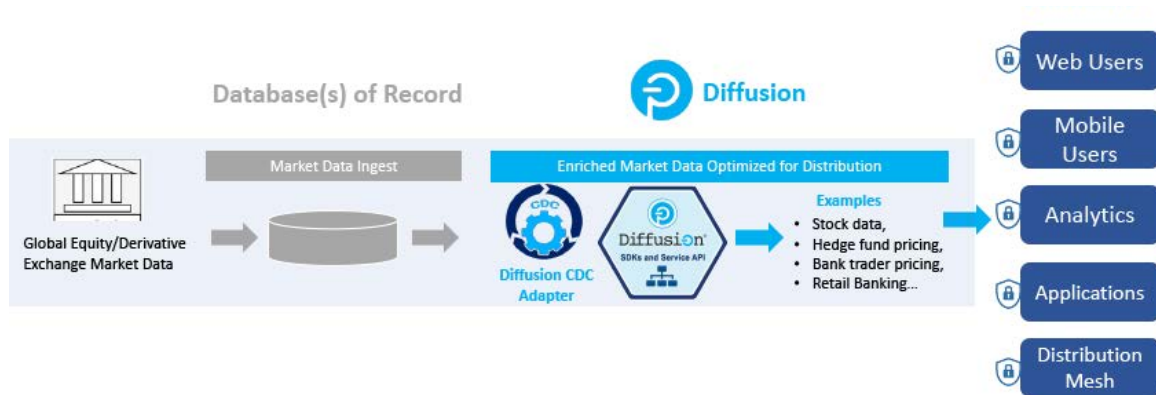 Database(s) of Record
Diffusion
Market Data Ingest
Enriched Market Data Optimized for Distribution
Global Equity/Derivative
Exchange Market Data
CDC
Diffusion CDC
Adapter
Diffusion®
SDKs and Service API
Examples
• Stock data,
• Hedge fund pricing,
• Bank trader pricing,
• Retail Banking...
Web Users
Mobile
Users
Analytics
Applications
Distribution
Mesh